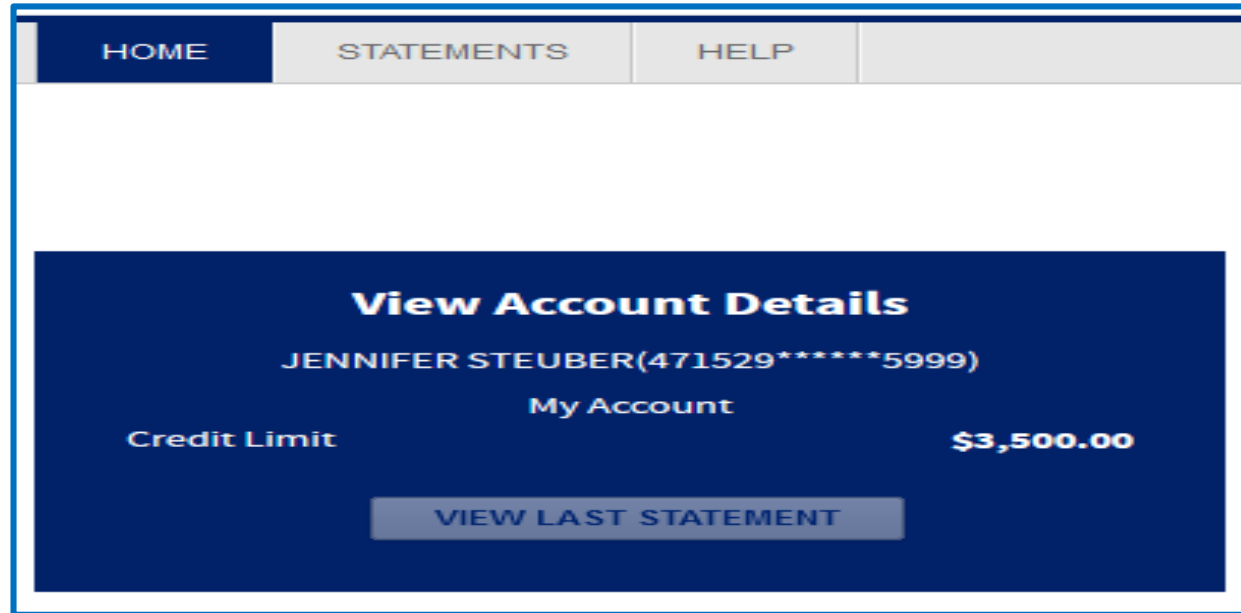 HOME STATEMENTS HELP
View Account Details
JENNIFER STEUBER(471529******5999)
My Account
Credit Limit $3,500.00
VIEW LAST STATEMENT